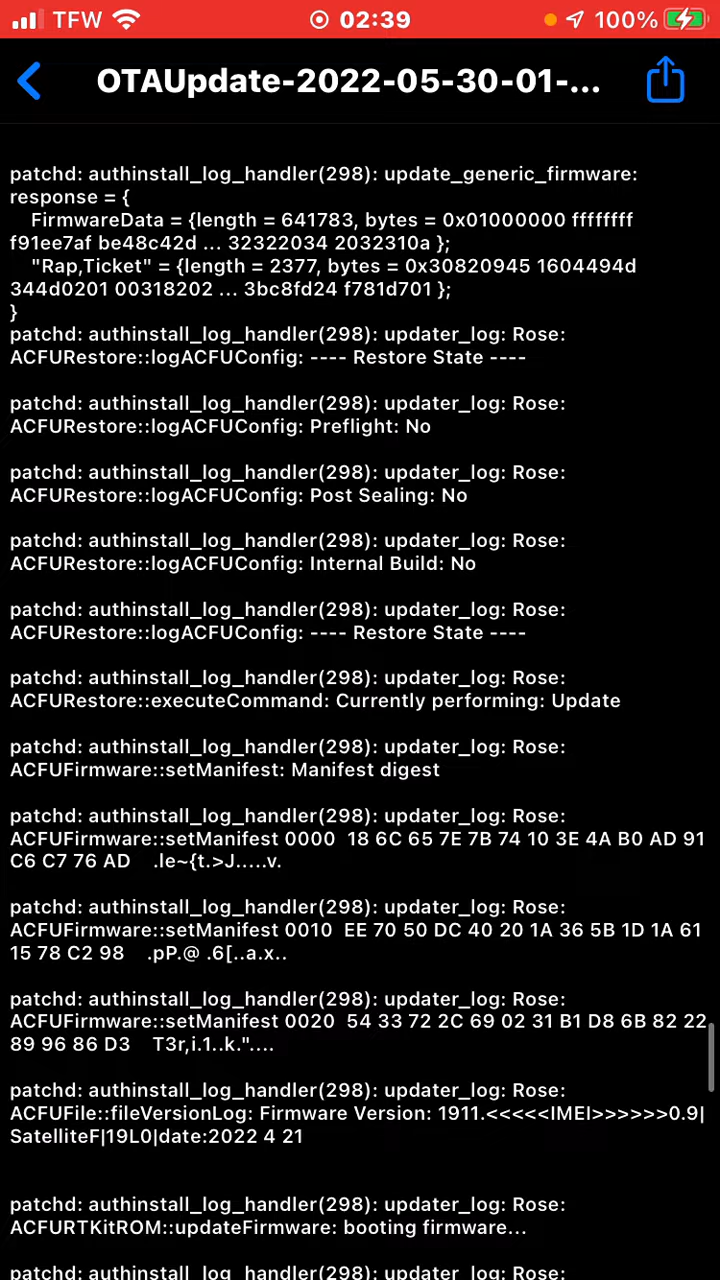 TFW 02:39 100%
OTAUpdate-2022-05-30-01-...
patchd: authinstall_log_handler(298): update_generic_firmware:
response = {
FirmwareData = {length = 641783, bytes = 0x01000000 ffffffff
f91ee7af be48c42d ... 32322034 2032310a };
"Rap,Ticket" = {length = 2377, bytes = 0x30820945 1604494d
344d0201 00318202 ... 3bc8fd24 f781d701 };
}
patchd: authinstall_log_handler(298): updater_log: Rose:
ACFURestore::logACFUConfig: ---- Restore State ----
patchd: authinstall_log_handler(298): updater_log: Rose:
ACFURestore::logACFUConfig: Preflight: No
patchd: authinstall_log_handler(298): updater_log: Rose:
ACFURestore::logACFUConfig: Post Sealing: No
patchd: authinstall_log_handler(298): updater_log: Rose:
ACFURestore::logACFUConfig: Internal Build: No
patchd: authinstall_log_handler(298): updater_log: Rose:
ACFURestore::logACFUConfig: ---- Restore State ----
patchd: authinstall_log_handler(298): updater_log: Rose:
ACFURestore::executeCommand: Currently performing: Update
patchd: authinstall_log_handler(298): updater_log: Rose:
ACFUFirmware::setManifest: Manifest digest
patchd: authinstall_log_handler(298): updater_log: Rose:
ACFUFirmware::setManifest 0000  18 6C 65 7E 7B 74 10 3E 4A B0 AD 91
C6 C7 76 AD    .le~{t.>J.....v.
patchd: authinstall_log_handler(298): updater_log: Rose:
ACFUFirmware::setManifest 0010  EE 70 50 DC 40 20 1A 36 5B 1D 1A 61
15 78 C2 98    .pP.@ .6[..a.x..
patchd: authinstall_log_handler(298): updater_log: Rose:
ACFUFirmware::setManifest 0020  54 33 72 2C 69 02 31 B1 D8 6B 82 22
89 96 86 D3    T3r,i.1..k."....
patchd: authinstall_log_handler(298): updater_log: Rose:
ACFUFile::fileVersionLog: Firmware Version: 1911.<<<<<IMEI>>>>>>0.9|
SatelliteF|19L0|date:2022 4 21
patchd: authinstall_log_handler(298): updater_log: Rose:
ACFURTKitROM::updateFirmware: booting firmware...
patchd: authinstall_log_handler(298): updater_log: Rose: